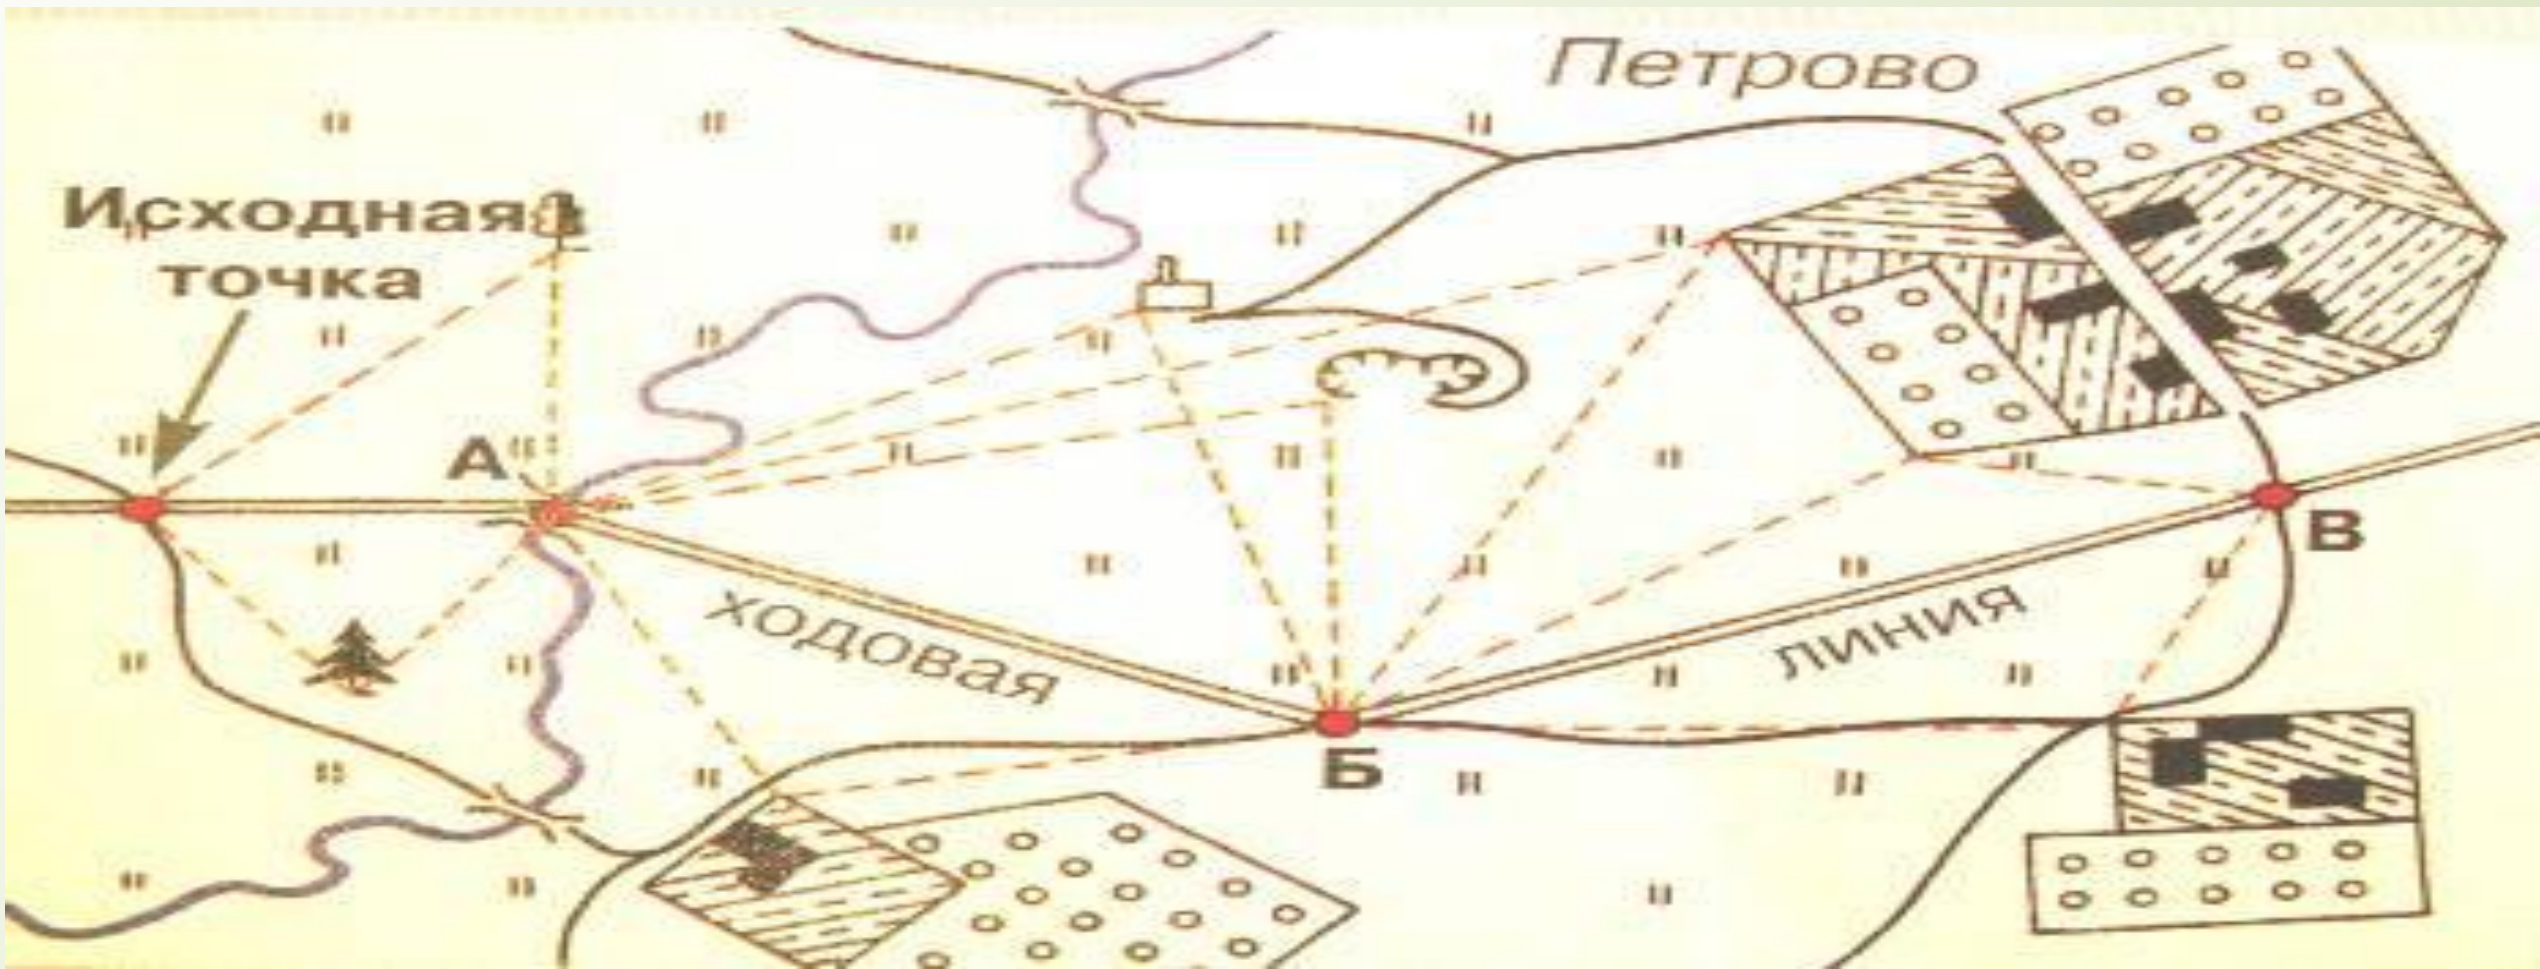 Петрово
Исходная
точка
А
ходовая
линия
Б
В